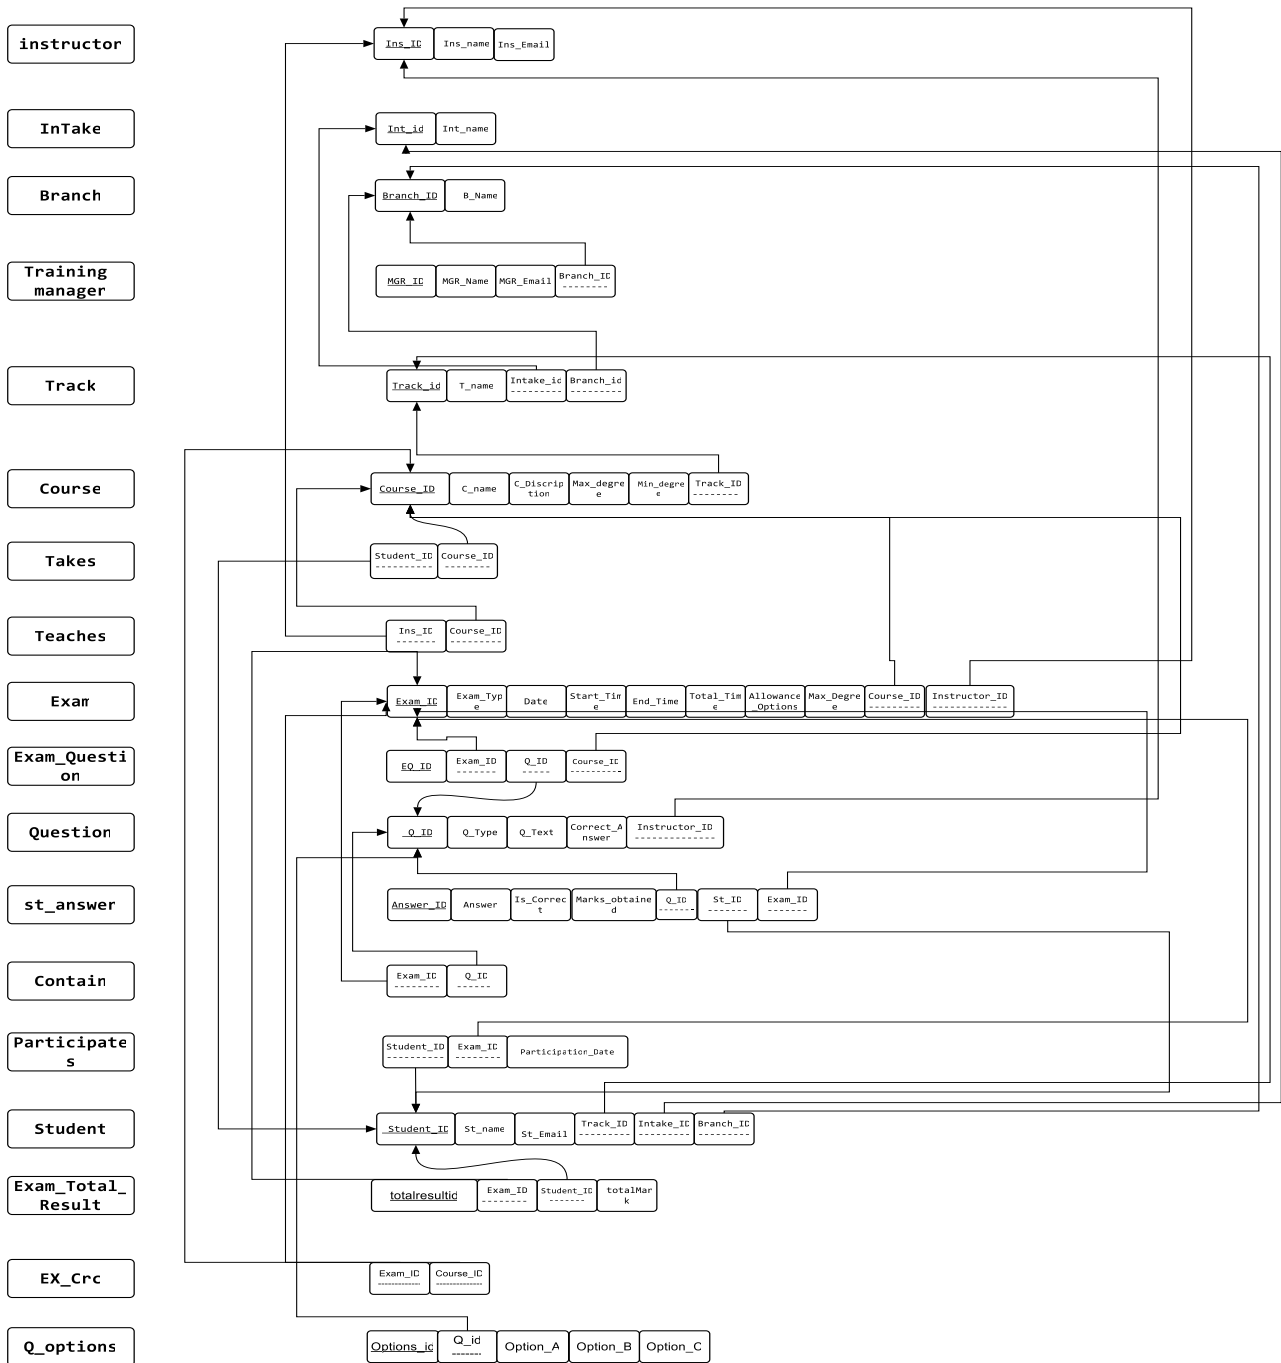 instructor
Ins_ID Ins_name Ins_Email
InTake
Int_id Int_name
Branch
Branch_ID B_Name
Training
manager
MGR_ID MGR_Name MGR_Email Branch_ID
Track
Track_id T_name Intake_id Branch_id
Course
Course_ID C_name C_Discrip
tion Max_degre
e Min_degre
e Track_ID
Takes
Student_ID Course_ID
Teaches
Ins_ID Course_ID
Exam
Exam_ID Exam_Typ
e Date Start_Tim
e End_Time Total_Tim
e Allowance
_Options Max_Degre
e Course_ID Instructor_ID
Exam_Questi
on
EQ_ID Exam_ID Q_ID Course_ID
Question
_Q_ID Q_Type Q_Text Correct_A
nswer Instructor_ID
st_answer
Answer_ID Answer Is_Correc
t Marks_obtaine
d Q_ID St_ID Exam_ID
Contain
Exam_ID Q_ID
Participate
s
Student_ID Exam_ID Participation_Date
Student
_Student_ID St_name St_Email Track_ID Intake_ID Branch_ID
Exam_Total_
Result
totalresultid Exam_ID Student_ID totalMar
k
EX_Crc
Exam_ID Course_ID
Q_options
Options_id Q_id Option_A Option_B Option_C